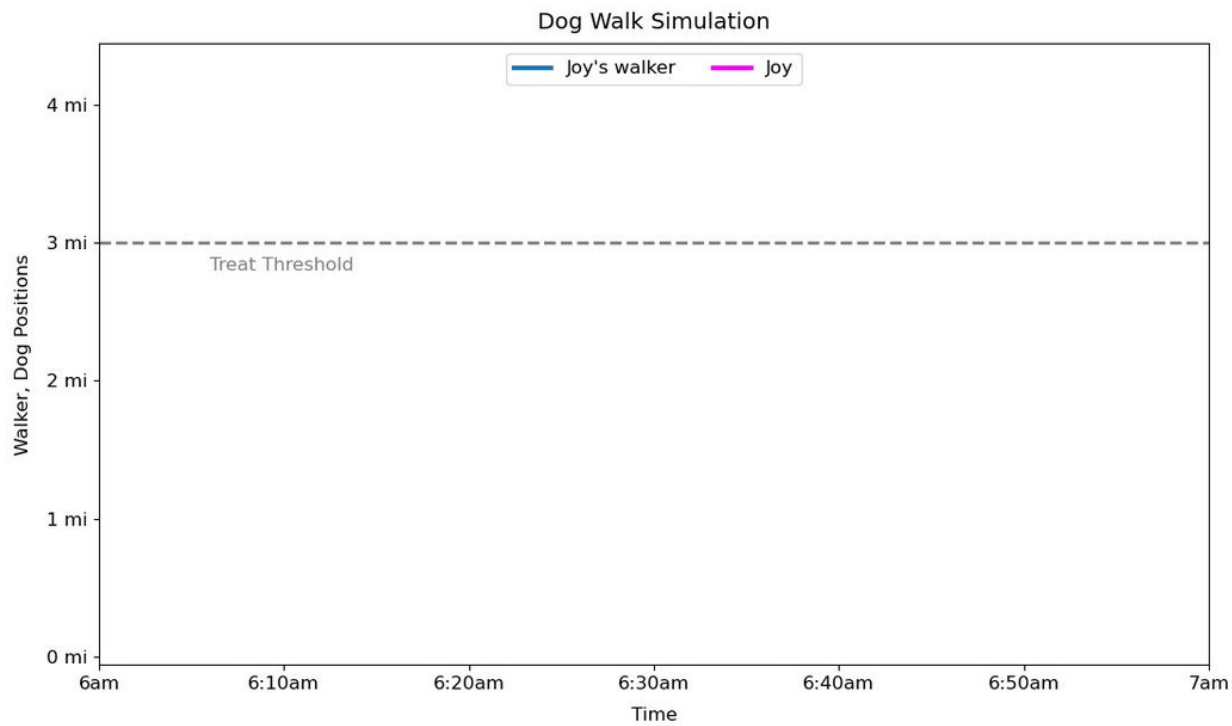 Dog Walk Simulation
Joy's walker
Joy
4 mi
3 mi
Treat Threshold
2 mi
1 mi
0 mi
Walker, Dog Positions
6am
6:10am
6:20am
6:30am
6:40am
6:50am
7am
Time